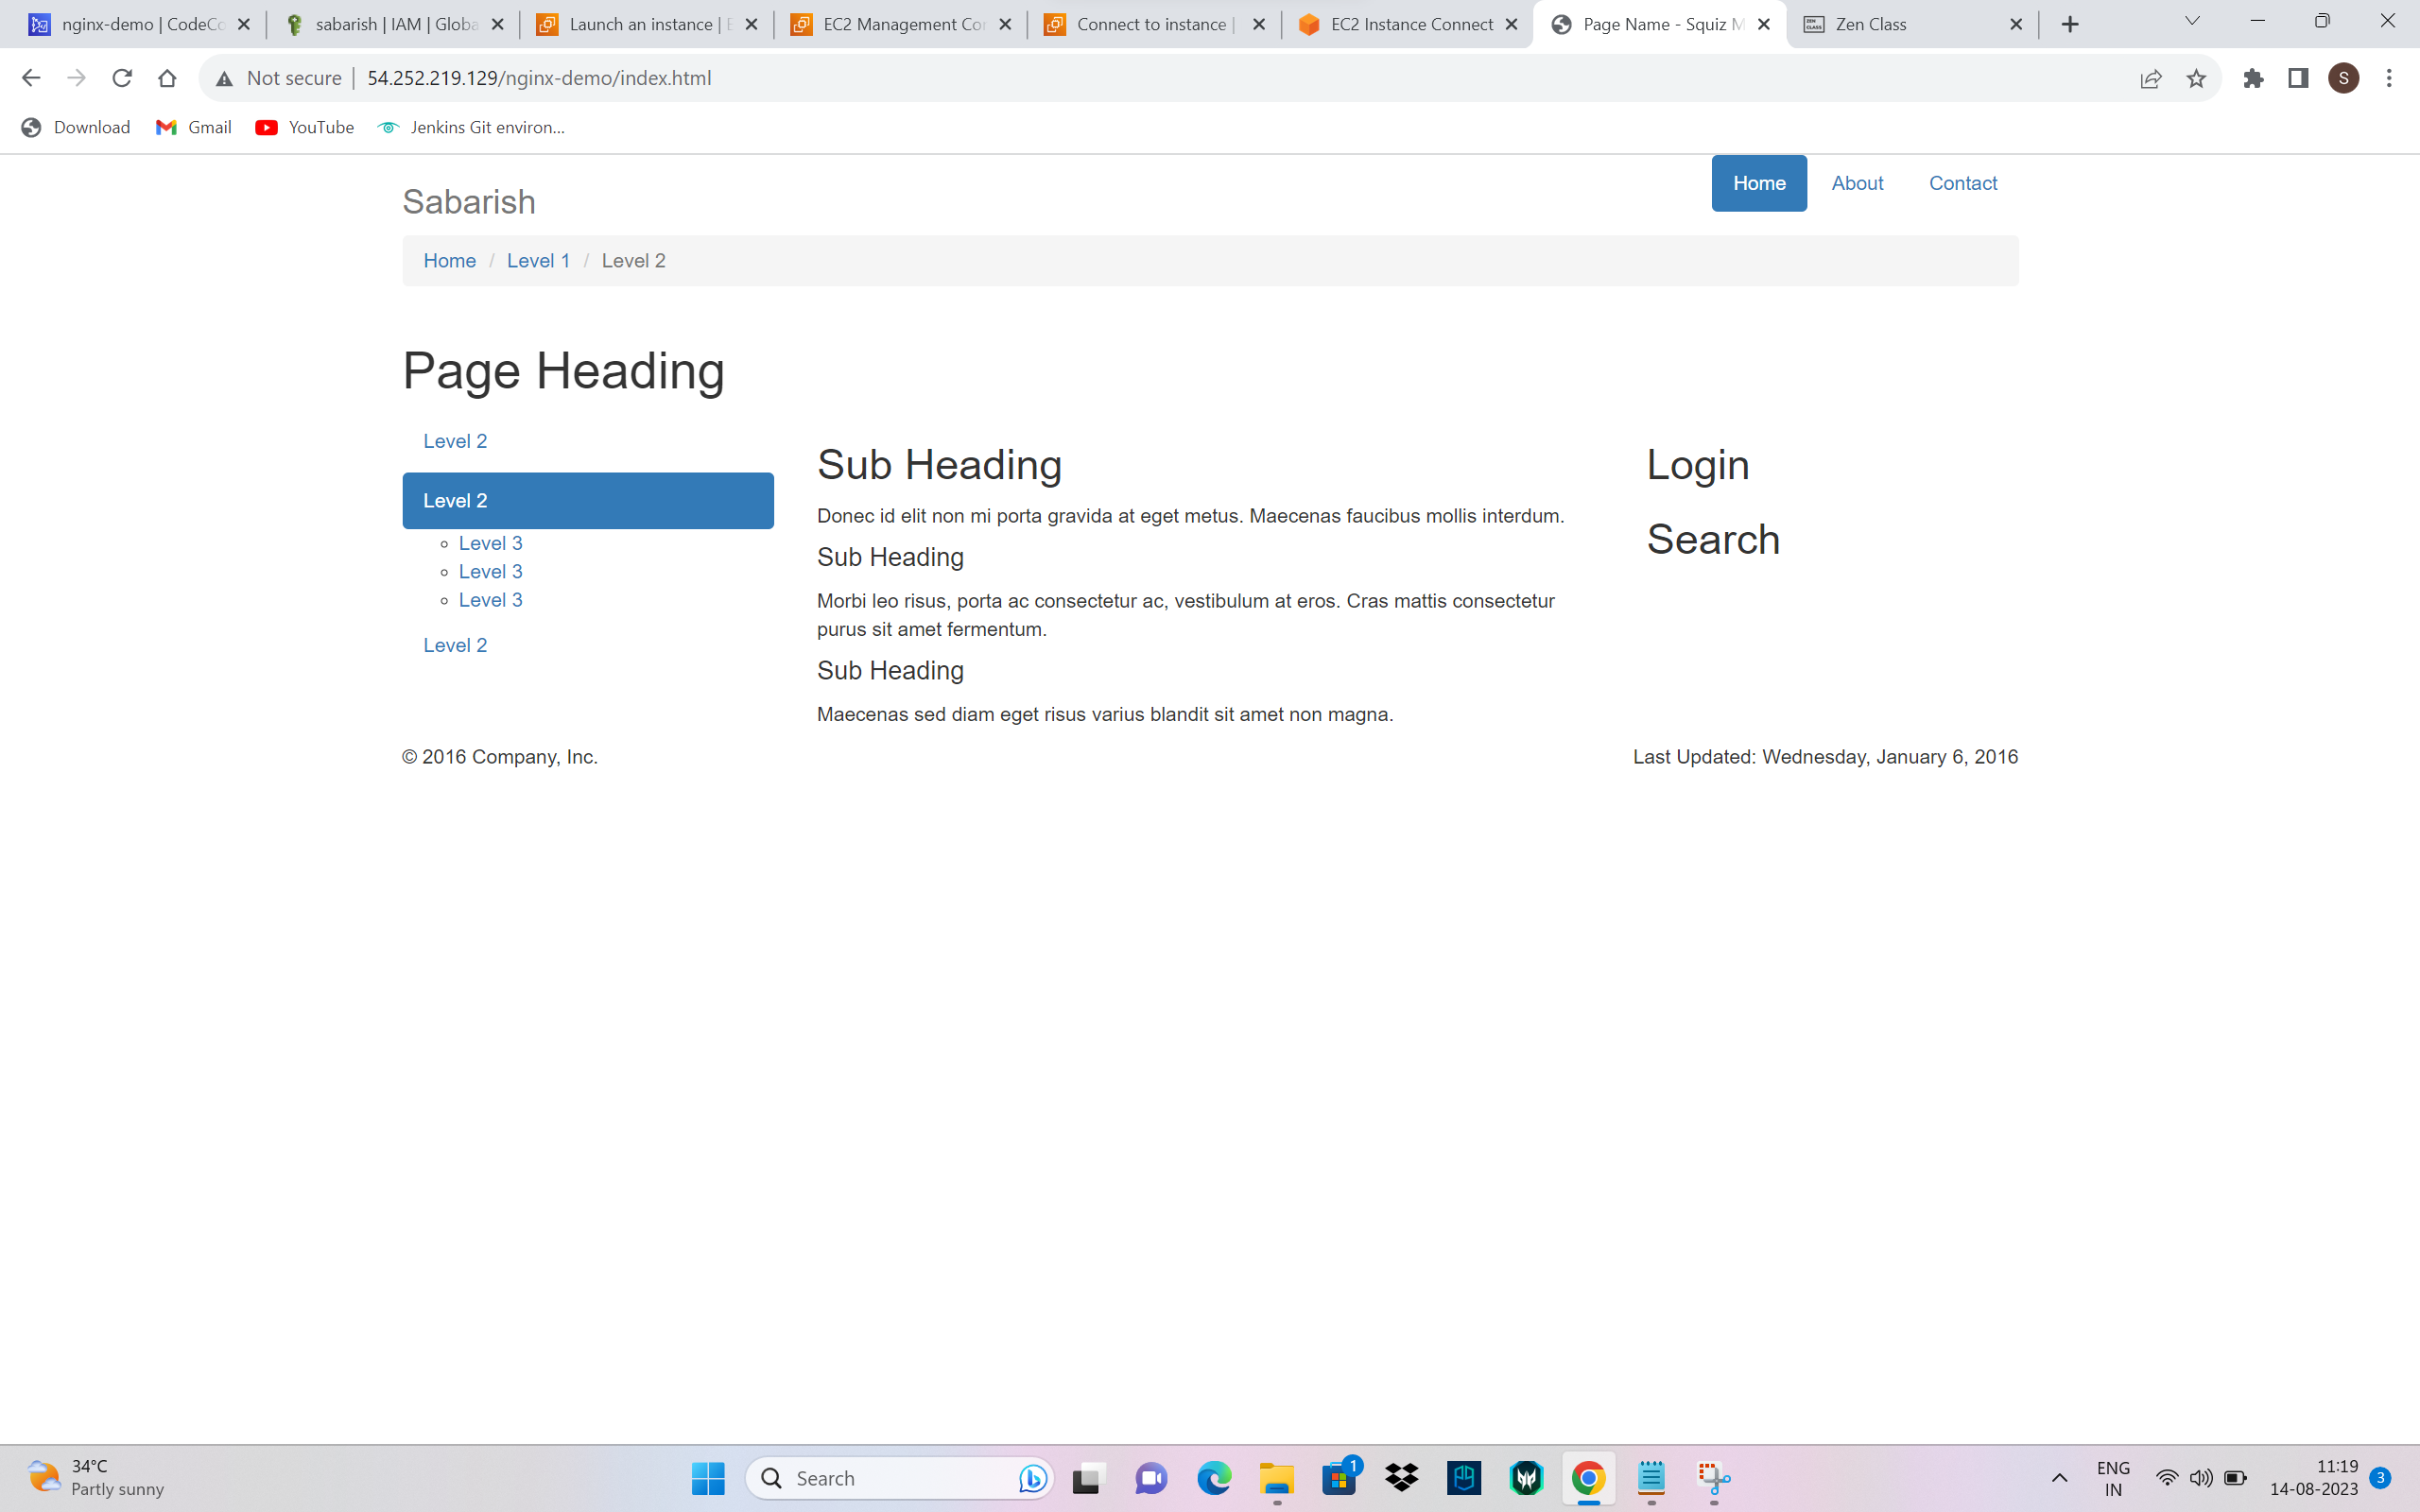 nginx-demo | CodeCo
sabarish | IAM | Globa
Launch an instance | E
EC2 Management Cor
Connect to instance |
EC2 Instance Connect
Page Name - Squiz M
ZEN CLASS
Zen Class
Not secure
54.252.219.129/nginx-demo/index.html
S
Download
Gmail
YouTube
Jenkins Git environ...
Sabarish
Home
About
Contact
Home / Level 1 / Level 2
Page Heading
Level 2
Level 2
Level 3
Level 3
Level 3
Level 2
Sub Heading
Donec id elit non mi porta gravida at eget metus. Maecenas faucibus mollis interdum.
Sub Heading
Morbi leo risus, porta ac consectetur ac, vestibulum at eros. Cras mattis consectetur
purus sit amet fermentum.
Sub Heading
Maecenas sed diam eget risus varius blandit sit amet non magna.
Login
Search
© 2016 Company, Inc.
Last Updated: Wednesday, January 6, 2016
34°C
Partly sunny
Search
1
ENG
IN
11:19
14-08-2023
3